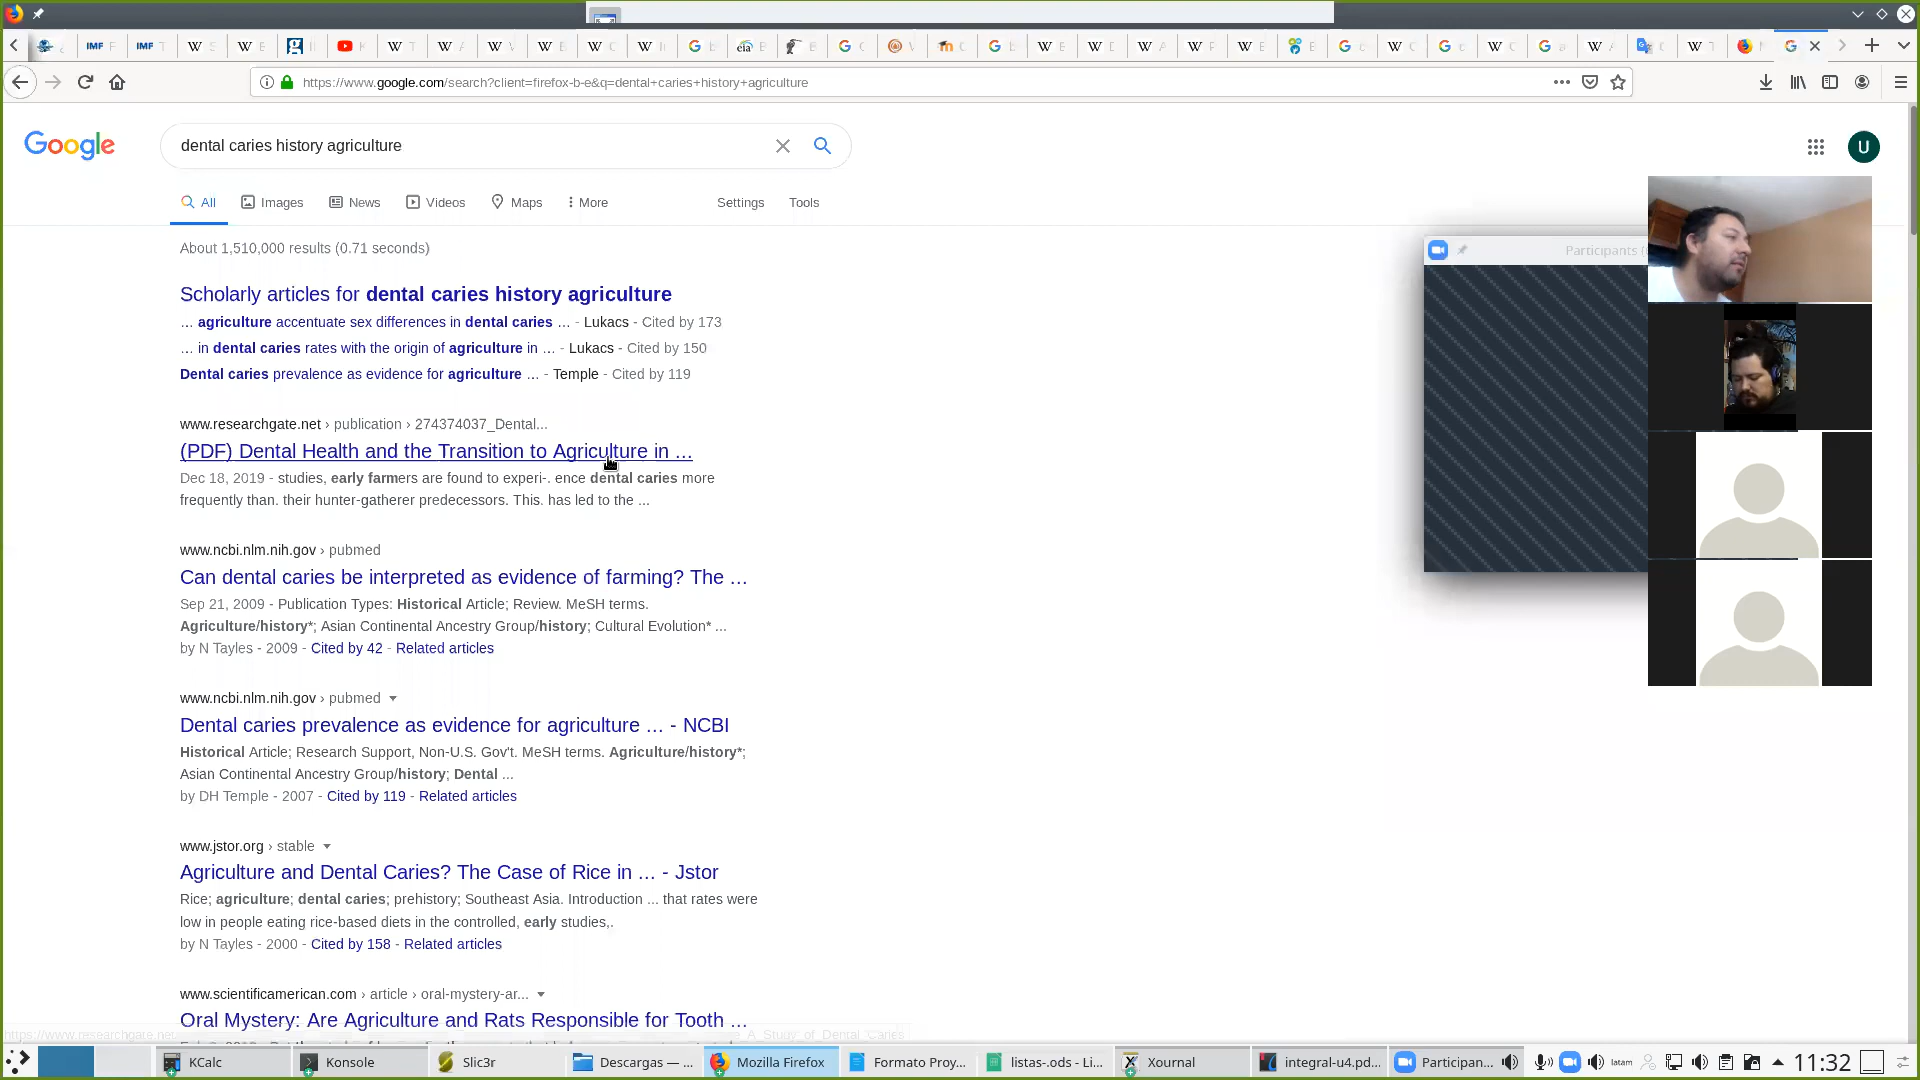 IMF
IMF
https://www.google.com/search?client=firefox-b-e&q=dental+caries+history+agriculture
Google
dental caries history agriculture
U
All
Images
News
Videos
Maps
More
Settings
Tools
About 1,510,000 results (0.71 seconds)
Participants
Scholarly articles for dental caries history agriculture
... agriculture accentuate sex differences in dental caries ... - Lukacs - Cited by 173
... in dental caries rates with the origin of agriculture in ... - Lukacs - Cited by 150
Dental caries prevalence as evidence for agriculture ... - Temple - Cited by 119
www.researchgate.net › publication › 274374037_Dental...
(PDF) Dental Health and the Transition to Agriculture in ...
Dec 18, 2019 - studies, early farmers are found to experi-. ence dental caries more
frequently than. their hunter-gatherer predecessors. This. has led to the ...
www.ncbi.nlm.nih.gov › pubmed
Can dental caries be interpreted as evidence of farming? The ...
Sep 21, 2009 - Publication Types: Historical Article; Review. MeSH terms.
Agriculture/history*; Asian Continental Ancestry Group/history; Cultural Evolution* ...
by N Tayles - 2009 - Cited by 42 - Related articles
www.ncbi.nlm.nih.gov › pubmed
Dental caries prevalence as evidence for agriculture ... - NCBI
Historical Article; Research Support, Non-U.S. Gov't. MeSH terms. Agriculture/history*;
Asian Continental Ancestry Group/history; Dental ...
by DH Temple - 2007 - Cited by 119 - Related articles
www.jstor.org › stable
Agriculture and Dental Caries? The Case of Rice in ... - Jstor
Rice; agriculture; dental caries; prehistory; Southeast Asia. Introduction ... that rates were
low in people eating rice-based diets in the controlled, early studies,.
by N Tayles - 2000 - Cited by 158 - Related articles
www.scientificamerican.com › article › oral-mystery-ar...
Oral Mystery: Are Agriculture and Rats Responsible for Tooth ...
KCalc
Konsole
Slic3r
Descargas — ...
Mozilla Firefox
Formato Proy...
listas-.ods - Li...
Xournal
integral-u4.pd...
Participan...
latam
11:32